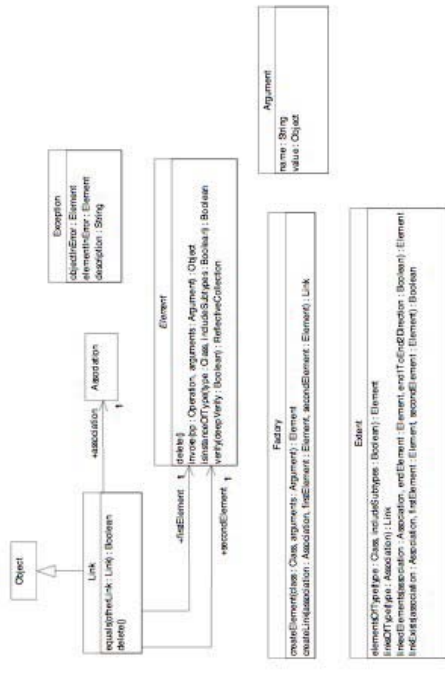 Object
Link
equals(otherLink : Link) : Boolean
delete()
+association
1
Association
Exception
objectInError : Element
elementInError : Element
description : String
+firstElement
1
+secondElement
1
Element
delete()
invoke(op : Operation, arguments : Argument) : Object
isInstanceOfType(type : Class, includeSubtypes : Boolean) : Boolean
verify(deepVerify : Boolean) : ReflectiveCollection
Factory
createElement(class : Class, arguments : Argument) : Element
createLink(association : Association, firstElement : Element, secondElement : Element) : Link
Argument
name : String
value : Object
Extent
elementsOfType(type : Class, includeSubtypes : Boolean) : Element
linksOfType(type : Association) : Link
linkedElements(association : Association, endElement : Element, end1ToEnd2Direction : Boolean) : Element
linkExists(association : Association, firstElement : Element, secondElement : Element) : Boolean